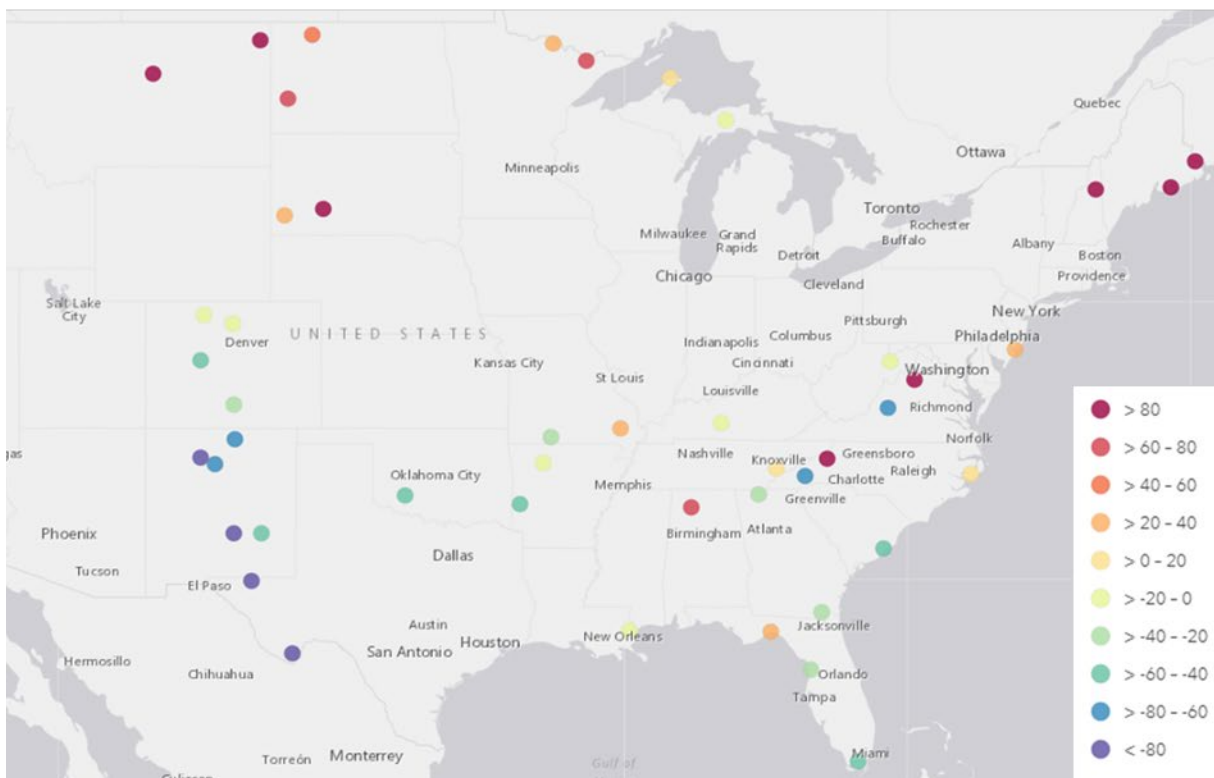 Quebec
Ottawa
Minneapolis
Toronto
Rochester
Milwaukee
Grand
Rapids
Buffalo
Albany
Detroit
Boston
Chicago
Cleveland
Providence
Salt Lake
City
New York
Pittsburgh
UNITED STATES
Denver
Indianapolis
Columbus
Philadelphia
Kansas City
Cincinnati
St Louis
Washington
Louisville
Richmond
Norfolk
gas
Nashville
Knoxville
Greensboro
Raleigh
Oklahoma City
Memphis
Charlotte
Greenville
Phoenix
Birmingham
Atlanta
Dallas
Tucson
El Paso
Austin
Jacksonville
New Orleans
Houston
San Antonio
Hermosillo
Chihuahua
Orlando
Tampa
Miami
Torreón
Monterrey
Gulf of
> 80
> 60 - 80
> 40 - 60
> 20 - 40
> 0 - 20
> -20 - 0
> -40 - -20
> -60 - -40
> -80 - -60
< -80